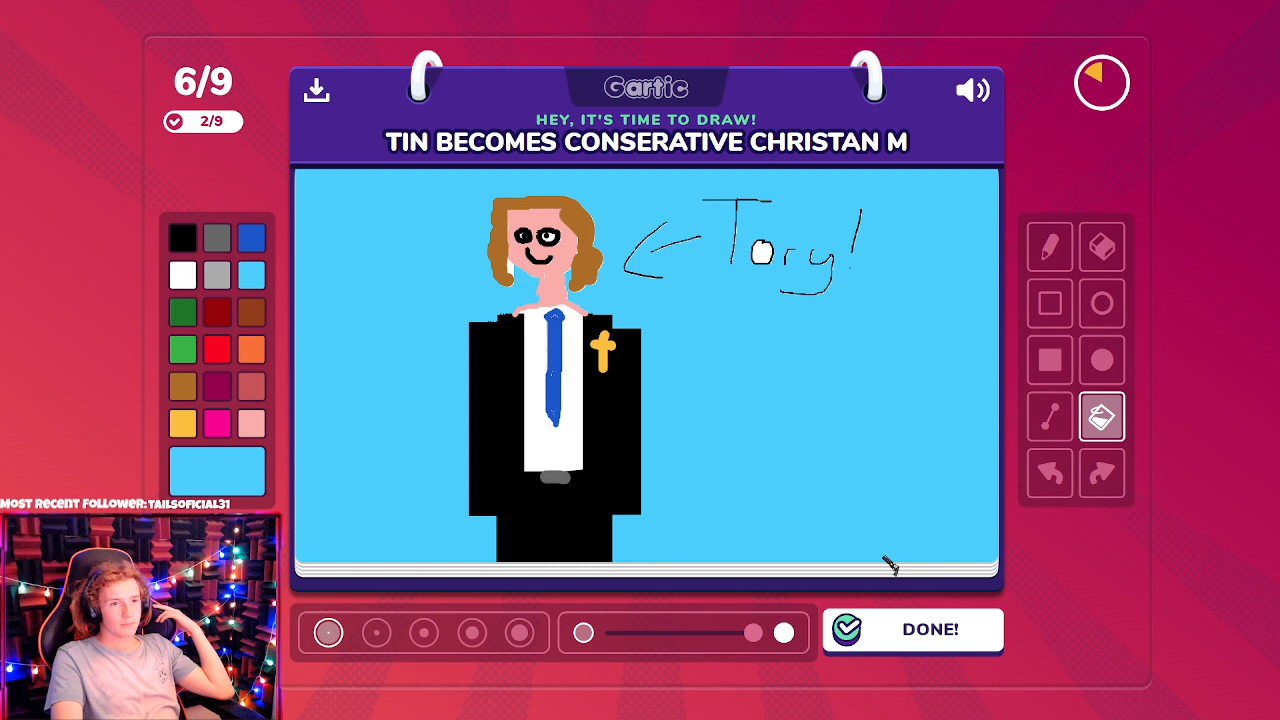 6/9
2/9
Gartic
HEY, IT'S TIME TO DRAW!
TIN BECOMES CONSERATIVE CHRISTAN M
Tory!
MOST RECENT FOLLOWER: TAILSOFICIAL31
DONE!